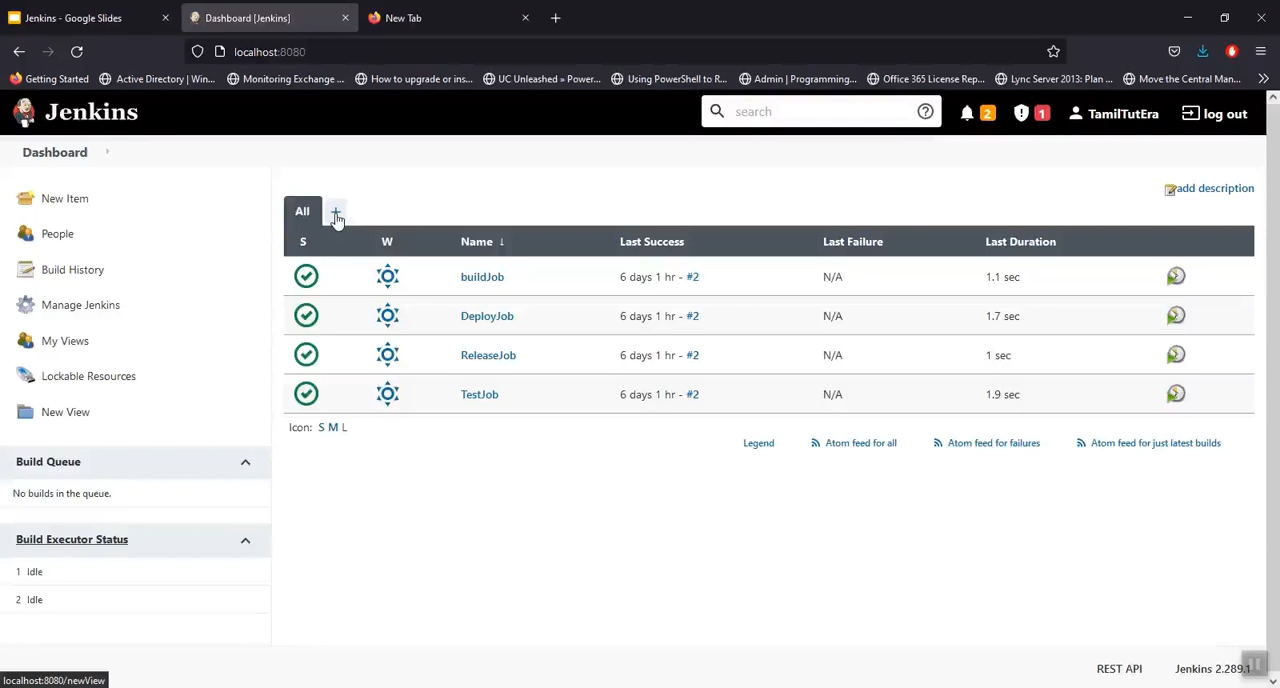 Jenkins - Google Slides
Dashboard [Jenkins]
New Tab
localhost:8080
Getting Started
Active Directory | Win...
Monitoring Exchange ...
How to upgrade or ins...
UC Unleashed » Power...
Using PowerShell to R...
Admin | Programming...
Office 365 License Rep...
Lync Server 2013: Plan ...
Move the Central Man...
Jenkins
search
2
1
TamilTutEra
log out
Dashboard
New Item
People
Build History
Manage Jenkins
My Views
Lockable Resources
New View
Build Queue
No builds in the queue.
Build Executor Status
1 Idle
2 Idle
add description
All +
S W Name ↓ Last Success Last Failure Last Duration
buildJob 6 days 1 hr - #2 N/A 1.1 sec
DeployJob 6 days 1 hr - #2 N/A 1.7 sec
ReleaseJob 6 days 1 hr - #2 N/A 1 sec
TestJob 6 days 1 hr - #2 N/A 1.9 sec
Icon: S M L
Legend Atom feed for all Atom feed for failures Atom feed for just latest builds
REST API Jenkins 2.289.1
localhost:8080/newView